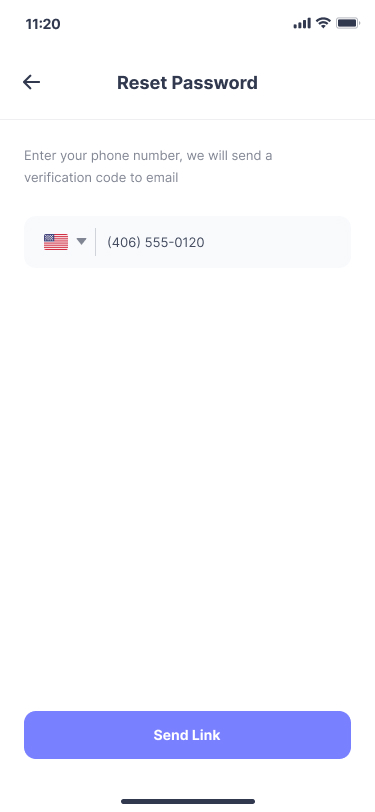 11:20
Reset Password
Enter your phone number, we will send a
verification code to email
(406) 555-0120
Send Link